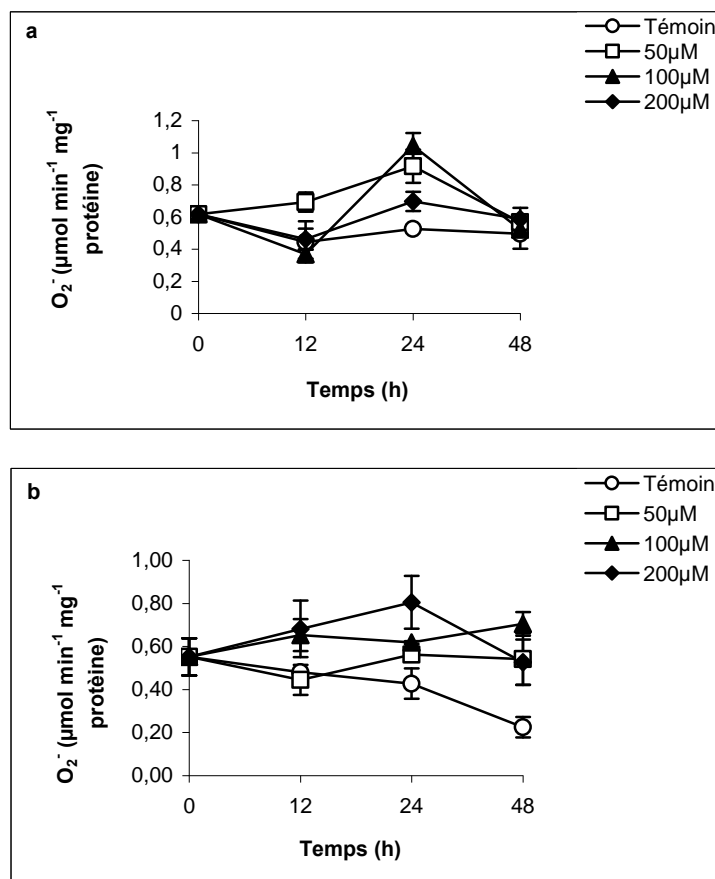 a
Témoin
50µM
100µM
200µM
O₂⁻ (µmol min⁻¹ mg⁻¹
protéine)
1,2
1
0,8
0,6
0,4
0,2
0
0 12 24 48
Temps (h)
b
Témoin
50µM
100µM
200µM
O₂⁻ (µmol min⁻¹ mg⁻¹
protéine)
1,00
0,80
0,60
0,40
0,20
0,00
0 12 24 48
Temps (h)